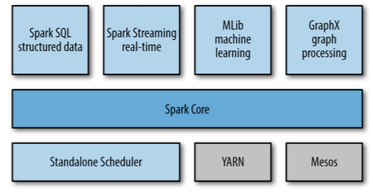 Spark SQL
structured data
Spark Streaming
real-time
MLib
machine
learning
GraphX
graph
processing
Spark Core
Standalone Scheduler
YARN
Mesos